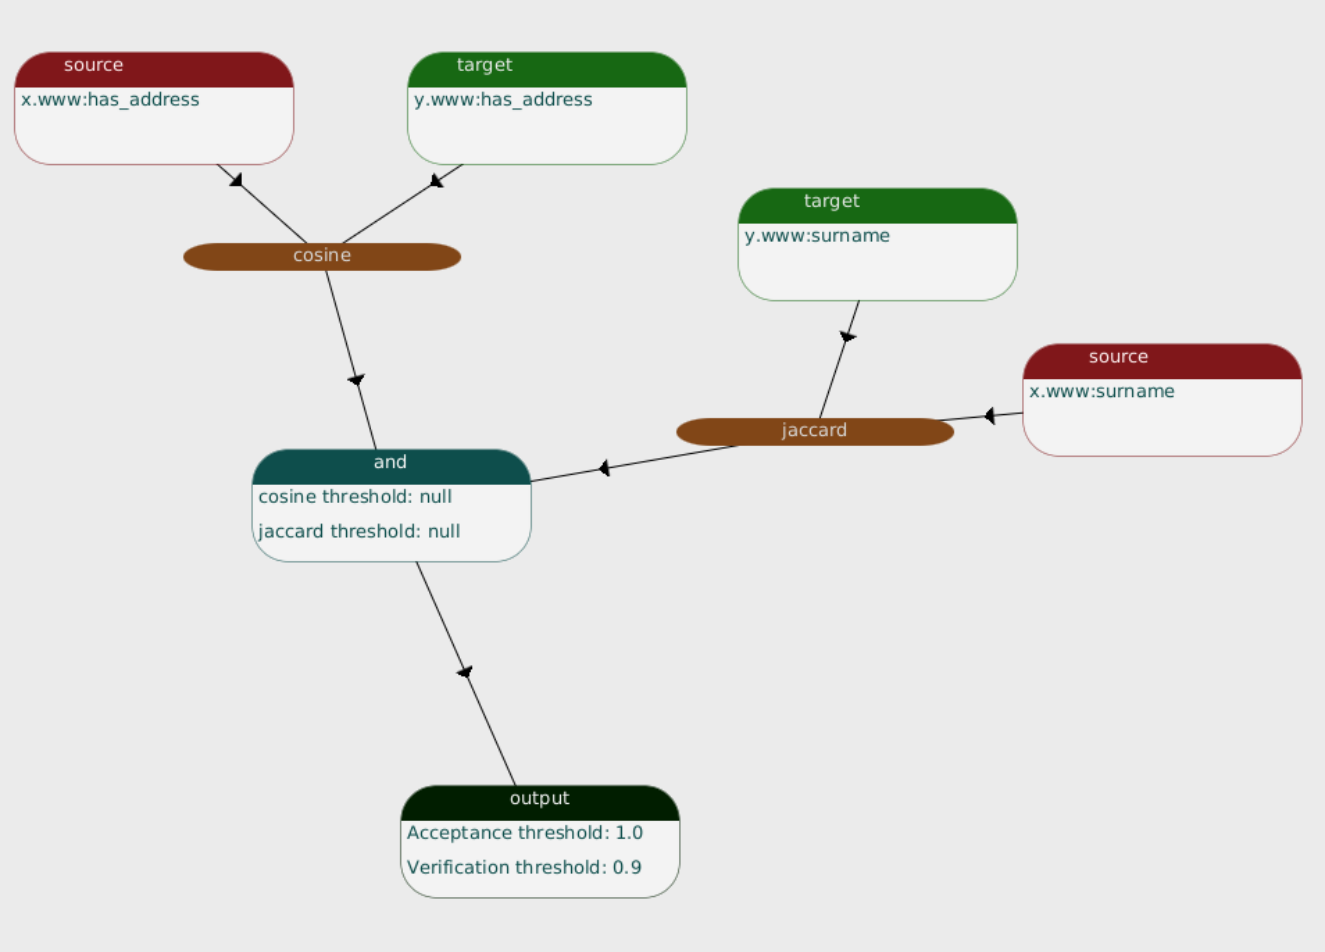 source
x.www:has_address
target
y.www:has_address
cosine
target
y.www:surname
source
x.www:surname
jaccard
and
cosine threshold: null
jaccard threshold: null
output
Acceptance threshold: 1.0
Verification threshold: 0.9